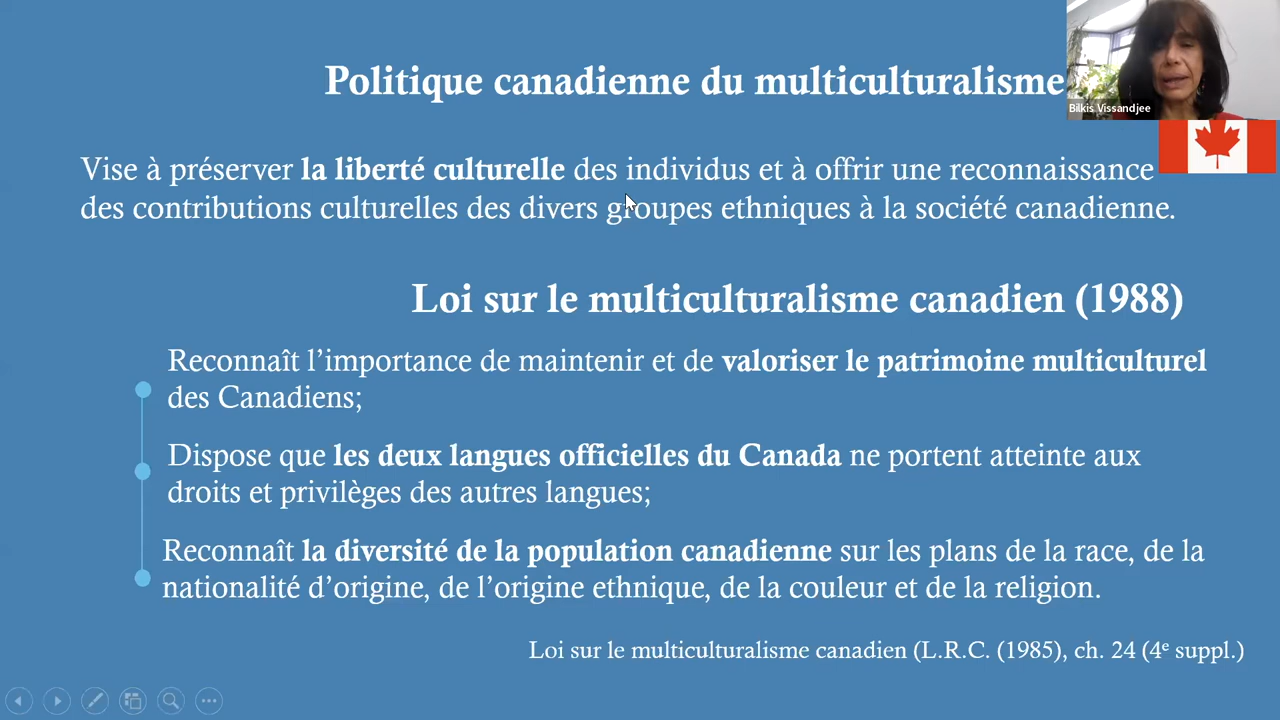 Politique canadienne du multiculturalisme
Bilkis Vissandjee
Vise à préserver la liberté culturelle des individus et à offrir une reconnaissance
des contributions culturelles des divers groupes ethniques à la société canadienne.
Loi sur le multiculturalisme canadien (1988)
Reconnaît l’importance de maintenir et de valoriser le patrimoine multiculturel
des Canadiens;
Dispose que les deux langues officielles du Canada ne portent atteinte aux
droits et privilèges des autres langues;
Reconnaît la diversité de la population canadienne sur les plans de la race, de la
nationalité d’origine, de l’origine ethnique, de la couleur et de la religion.
Loi sur le multiculturalisme canadien (L.R.C. (1985), ch. 24 (4e suppl.)